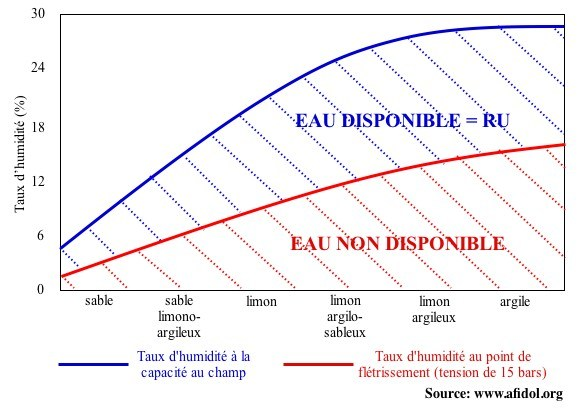 30
24
18
12
6
0
Taux d'humidité (%)
EAU DISPONIBLE = RU
EAU NON DISPONIBLE
sable
sable
limono-
argileux
limon
limon
argilo-
sableux
limon
argileux
argile
Taux d'humidité à la
capacité au champ
Taux d'humidité au point de
flétrissement (tension de 15 bars)
Source: www.afidol.org